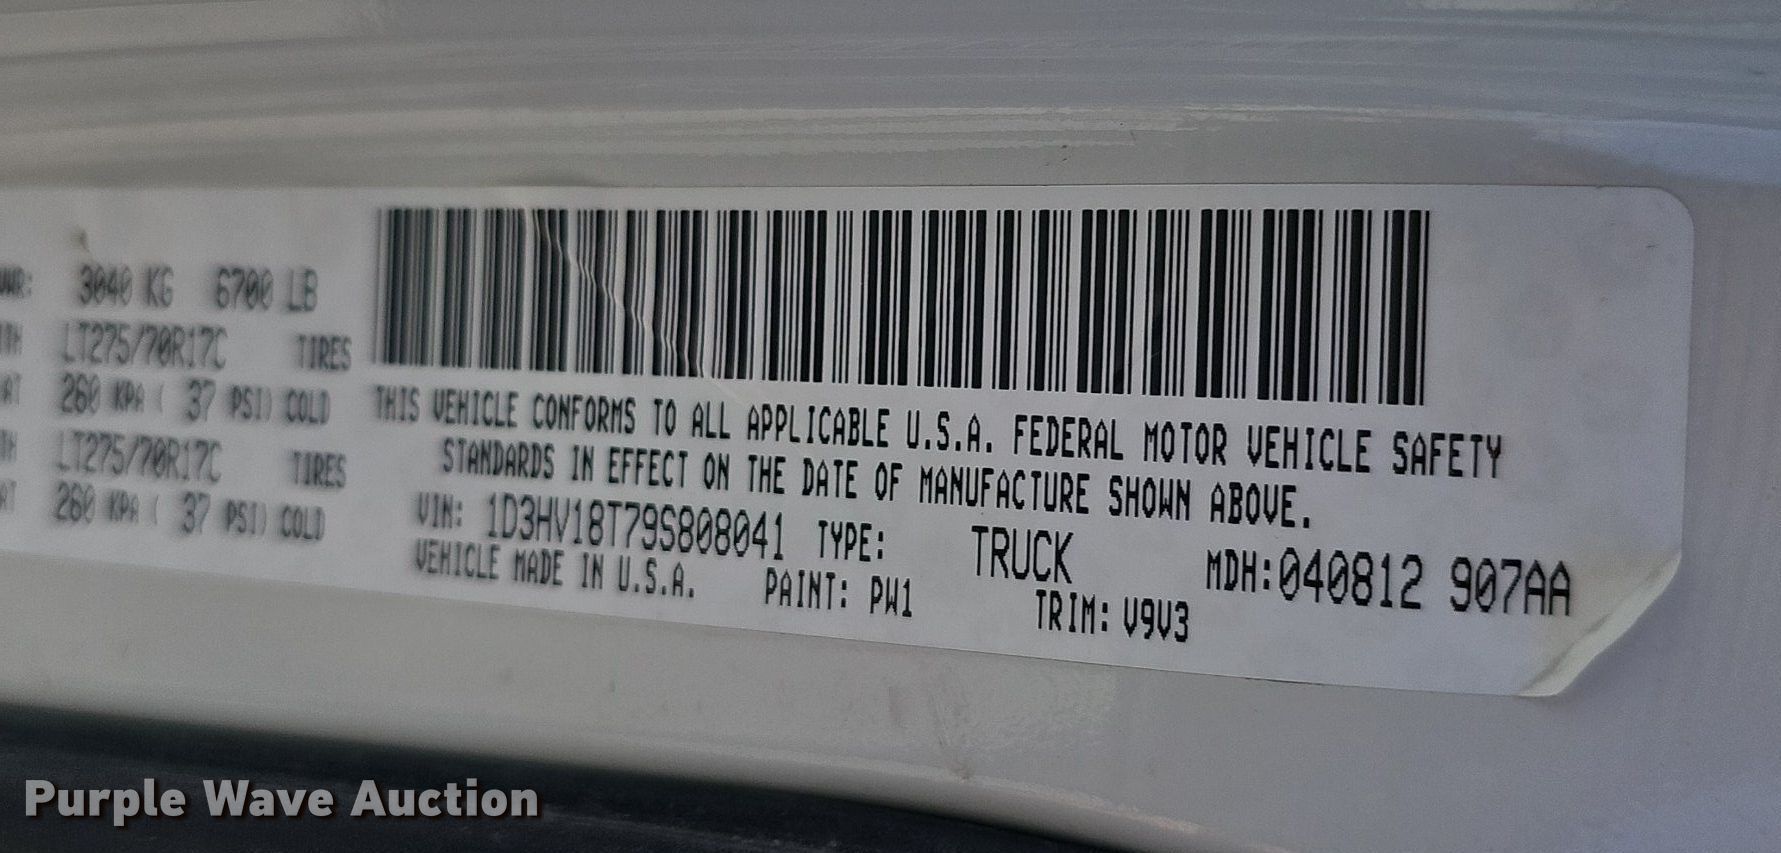 3040 KG 6700 LB
LT275/70R17C TIRES
260 KPA ( 37 PSI) COLD
LT275/70R17C TIRES
260 KPA ( 37 PSI) COLD
THIS VEHICLE CONFORMS TO ALL APPLICABLE U.S.A. FEDERAL MOTOR VEHICLE SAFETY
STANDARDS IN EFFECT ON THE DATE OF MANUFACTURE SHOWN ABOVE.
VIN: 1D3HV18T79S808041 TYPE: TRUCK MDH:040812 907AA
VEHICLE MADE IN U.S.A. PAINT: PW1 TRIM: V9V3
Purple Wave Auction